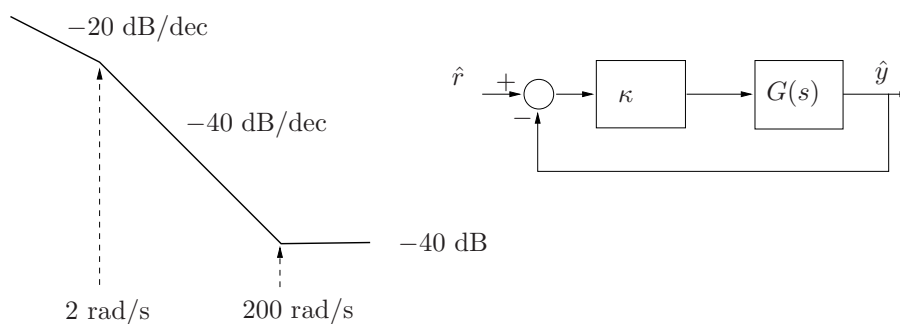 −20 dB/dec
−40 dB/dec
−40 dB
2 rad/s
200 rad/s
r̂
+
−
κ
G(s)
ŷ